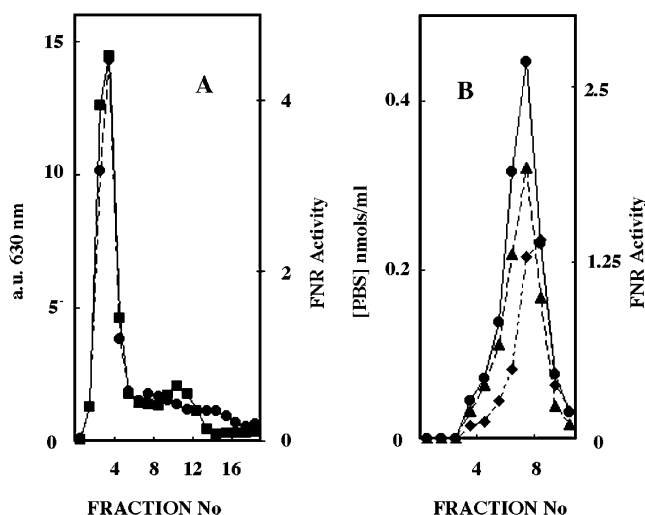 A
15
10
5
0
a.u. 630 nm
4
2
0
FNR Activity
4 8 12 16
FRACTION No
B
0.4
0.2
0
[PBS] nmols/ml
2.5
1.25
0
FNR Activity
4 8
FRACTION No